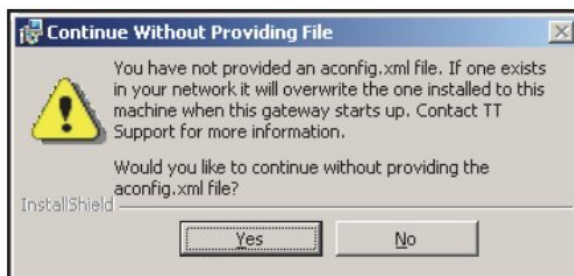 Continue Without Providing File
You have not provided an aconfig.xml file. If one exists
in your network it will overwrite the one installed to this
machine when this gateway starts up. Contact TT
Support for more information.
Would you like to continue without providing the
aconfig.xml file?
InstallShield
Yes
No